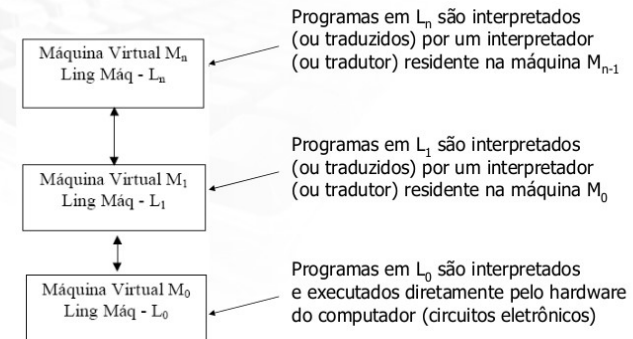 Programas em Lₙ são interpretados
(ou traduzidos) por um interpretador
(ou tradutor) residente na máquina Mₙ₋₁
Máquina Virtual Mₙ
Ling Máq - Lₙ
Programas em L₁ são interpretados
(ou traduzidos) por um interpretador
(ou tradutor) residente na máquina M₀
Máquina Virtual M₁
Ling Máq - L₁
Programas em L₀ são interpretados
e executados diretamente pelo hardware
do computador (circuitos eletrônicos)
Máquina Virtual M₀
Ling Máq - L₀